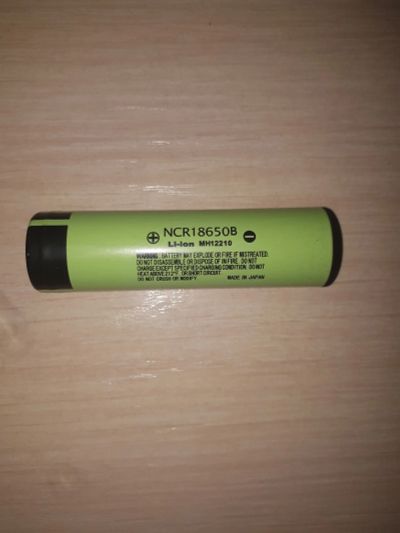 ⊕ NCR18650B ⊖
Li-ion MH12210
WARNING: BATTERY MAY EXPLODE OR FIRE IF MISTREATED.
DO NOT DISASSEMBLE OR DISPOSE OF IN FIRE. DO NOT
CHARGE EXCEPT SPECIFIED CHARGING CONDITION. DO NOT
HEAT ABOVE 212°F. OR SHORT CIRCUIT
DO NOT CRUSH OR MODIFY MADE IN JAPAN